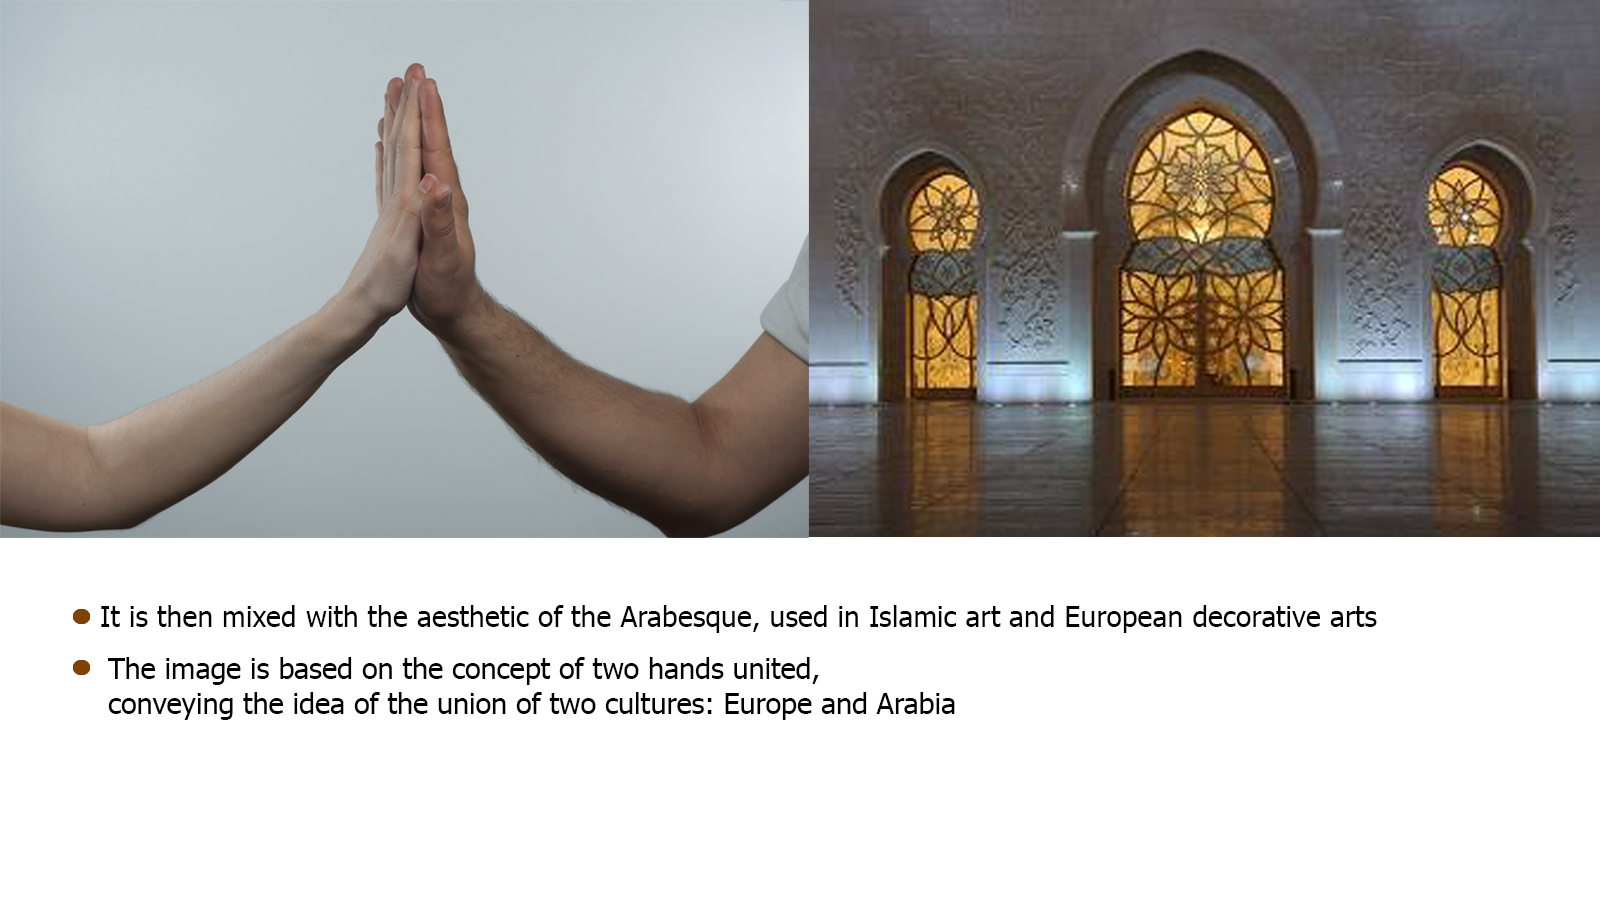 It is then mixed with the aesthetic of the Arabesque, used in Islamic art and European decorative arts
The image is based on the concept of two hands united,
conveying the idea of the union of two cultures: Europe and Arabia